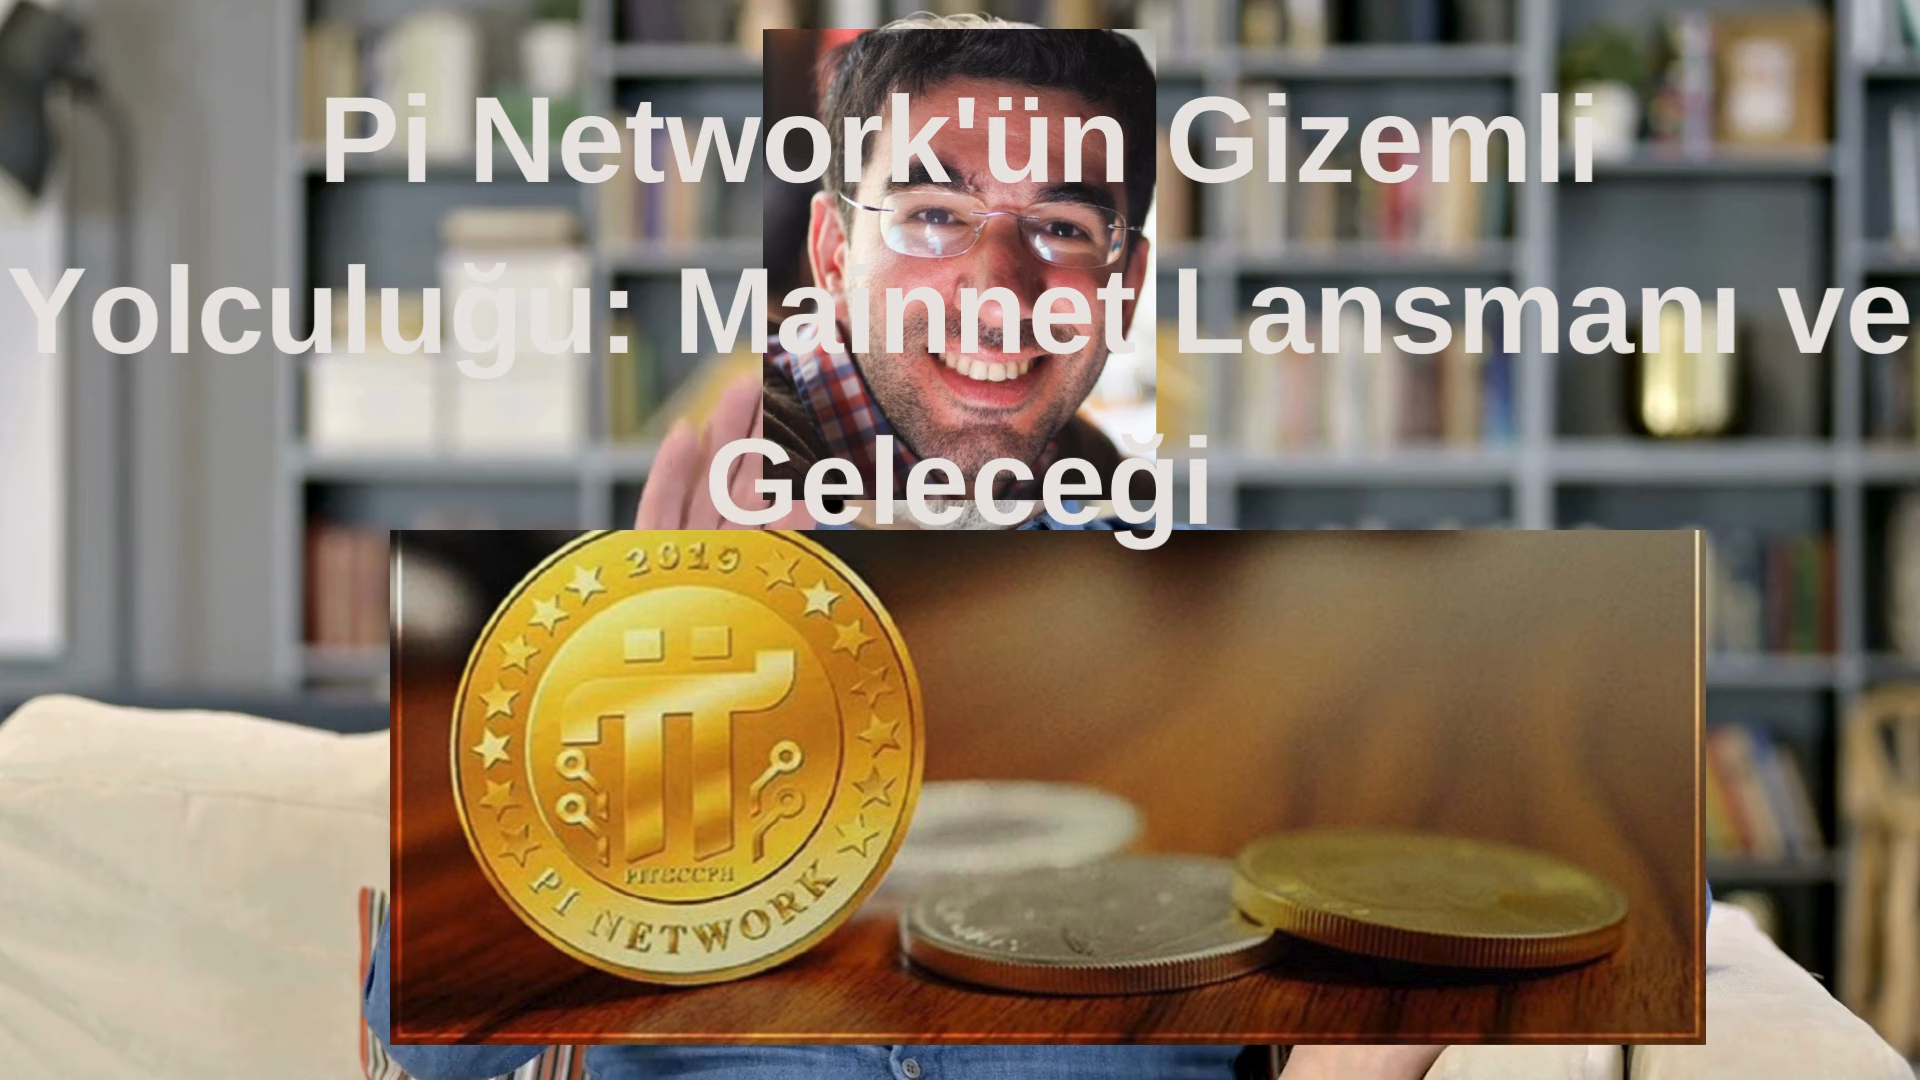 Pi Network'ün Gizemli
Yolculuğu: Mainnet Lansmanı ve
Geleceği
2019
PI NETWORK